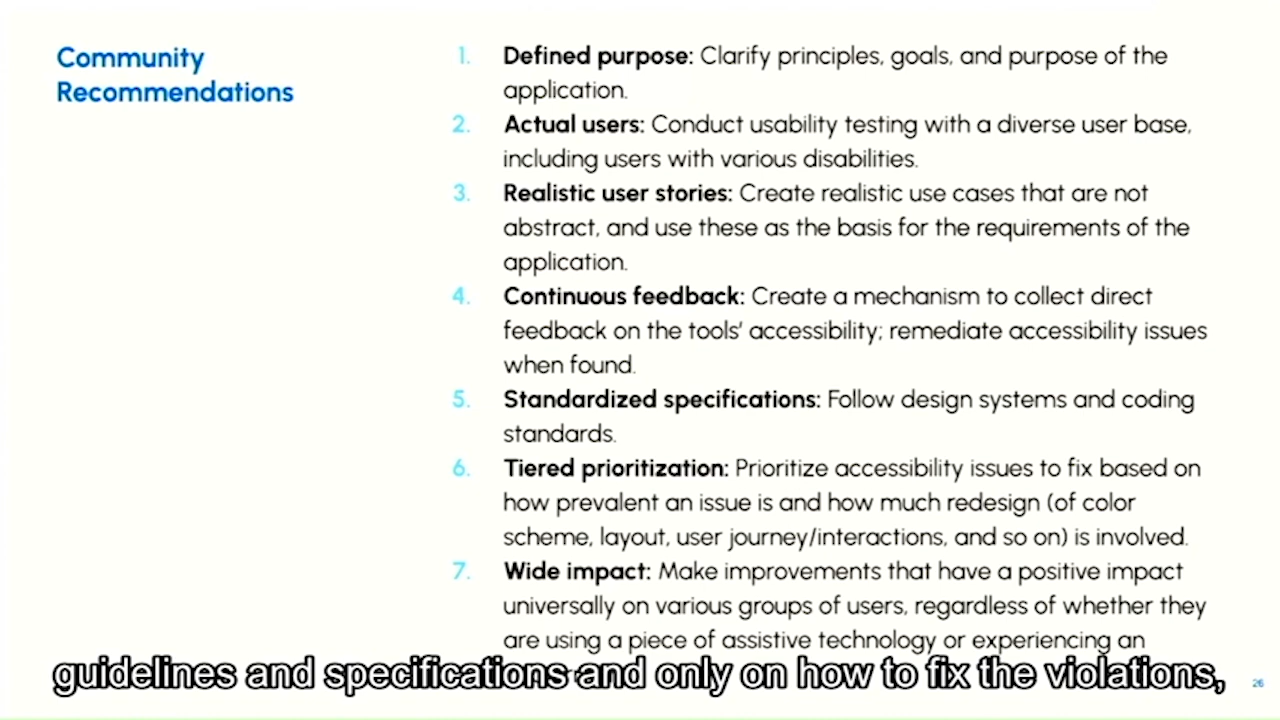 Community
Recommendations
1. Defined purpose: Clarify principles, goals, and purpose of the
application.
2. Actual users: Conduct usability testing with a diverse user base,
including users with various disabilities.
3. Realistic user stories: Create realistic use cases that are not
abstract, and use these as the basis for the requirements of the
application.
4. Continuous feedback: Create a mechanism to collect direct
feedback on the tools' accessibility; remediate accessibility issues
when found.
5. Standardized specifications: Follow design systems and coding
standards.
6. Tiered prioritization: Prioritize accessibility issues to fix based on
how prevalent an issue is and how much redesign (of color
scheme, layout, user journey/interactions, and so on) is involved.
7. Wide impact: Make improvements that have a positive impact
universally on various groups of users, regardless of whether they
are using a piece of assistive technology or experiencing an
guidelines and specifications and only on how to fix the violations,
26